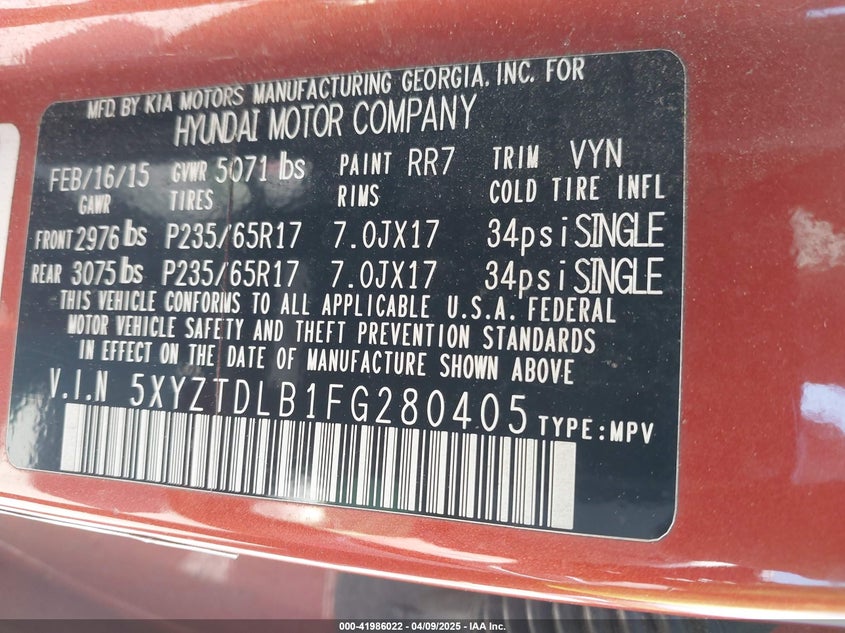 MFD. BY KIA MOTORS MANUFACTURING GEORGIA, INC. FOR
HYUNDAI MOTOR COMPANY
FEB/16/15 GVWR 5071 lbs PAINT RR7 TRIM VYN
GAWR TIRES RIMS COLD TIRE INFL
FRONT 2976 lbs P235/65R17 7.0JX17 34psi SINGLE
REAR 3075 lbs P235/65R17 7.0JX17 34psi SINGLE
THIS VEHICLE CONFORMS TO ALL APPLICABLE U.S.A. FEDERAL
MOTOR VEHICLE SAFETY AND THEFT PREVENTION STANDARDS
IN EFFECT ON THE DATE OF MANUFACTURE SHOWN ABOVE
V.I.N 5XYZTDLB1FG280405 TYPE:MPV
000-41986022 - 04/09/2025 - IAA Inc.